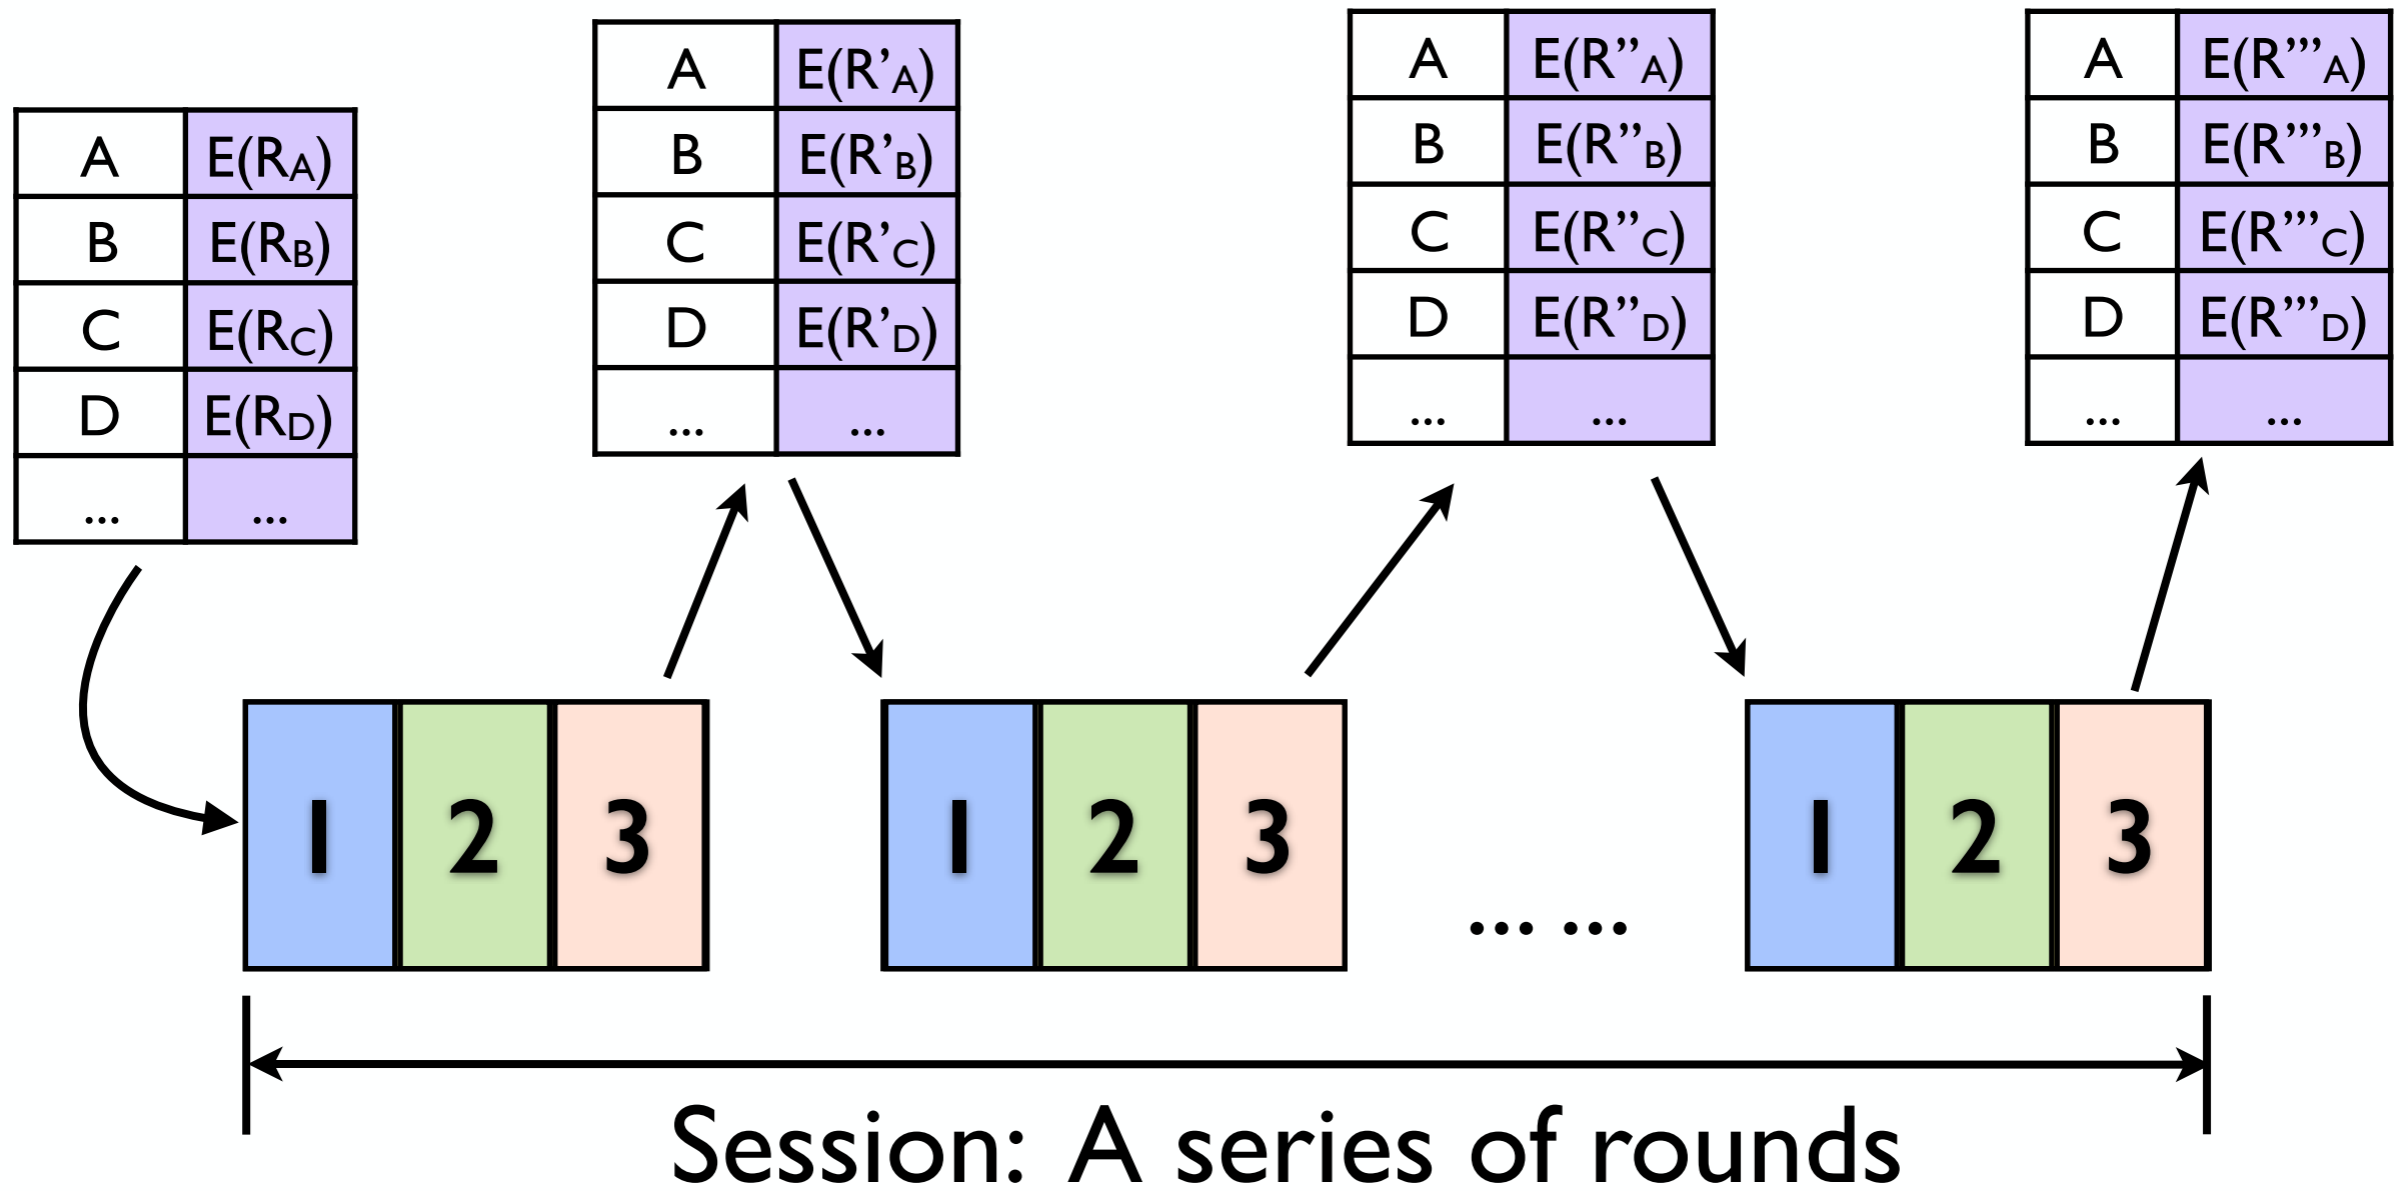 A E(RA)
B E(RB)
C E(RC)
D E(RD)
... ...
A E(R’A)
B E(R’B)
C E(R’C)
D E(R’D)
... ...
A E(R’’A)
B E(R’’B)
C E(R’’C)
D E(R’’D)
... ...
A E(R’’’A)
B E(R’’’B)
C E(R’’’C)
D E(R’’’D)
... ...
1 2 3
1 2 3
... ...
1 2 3
Session: A series of rounds